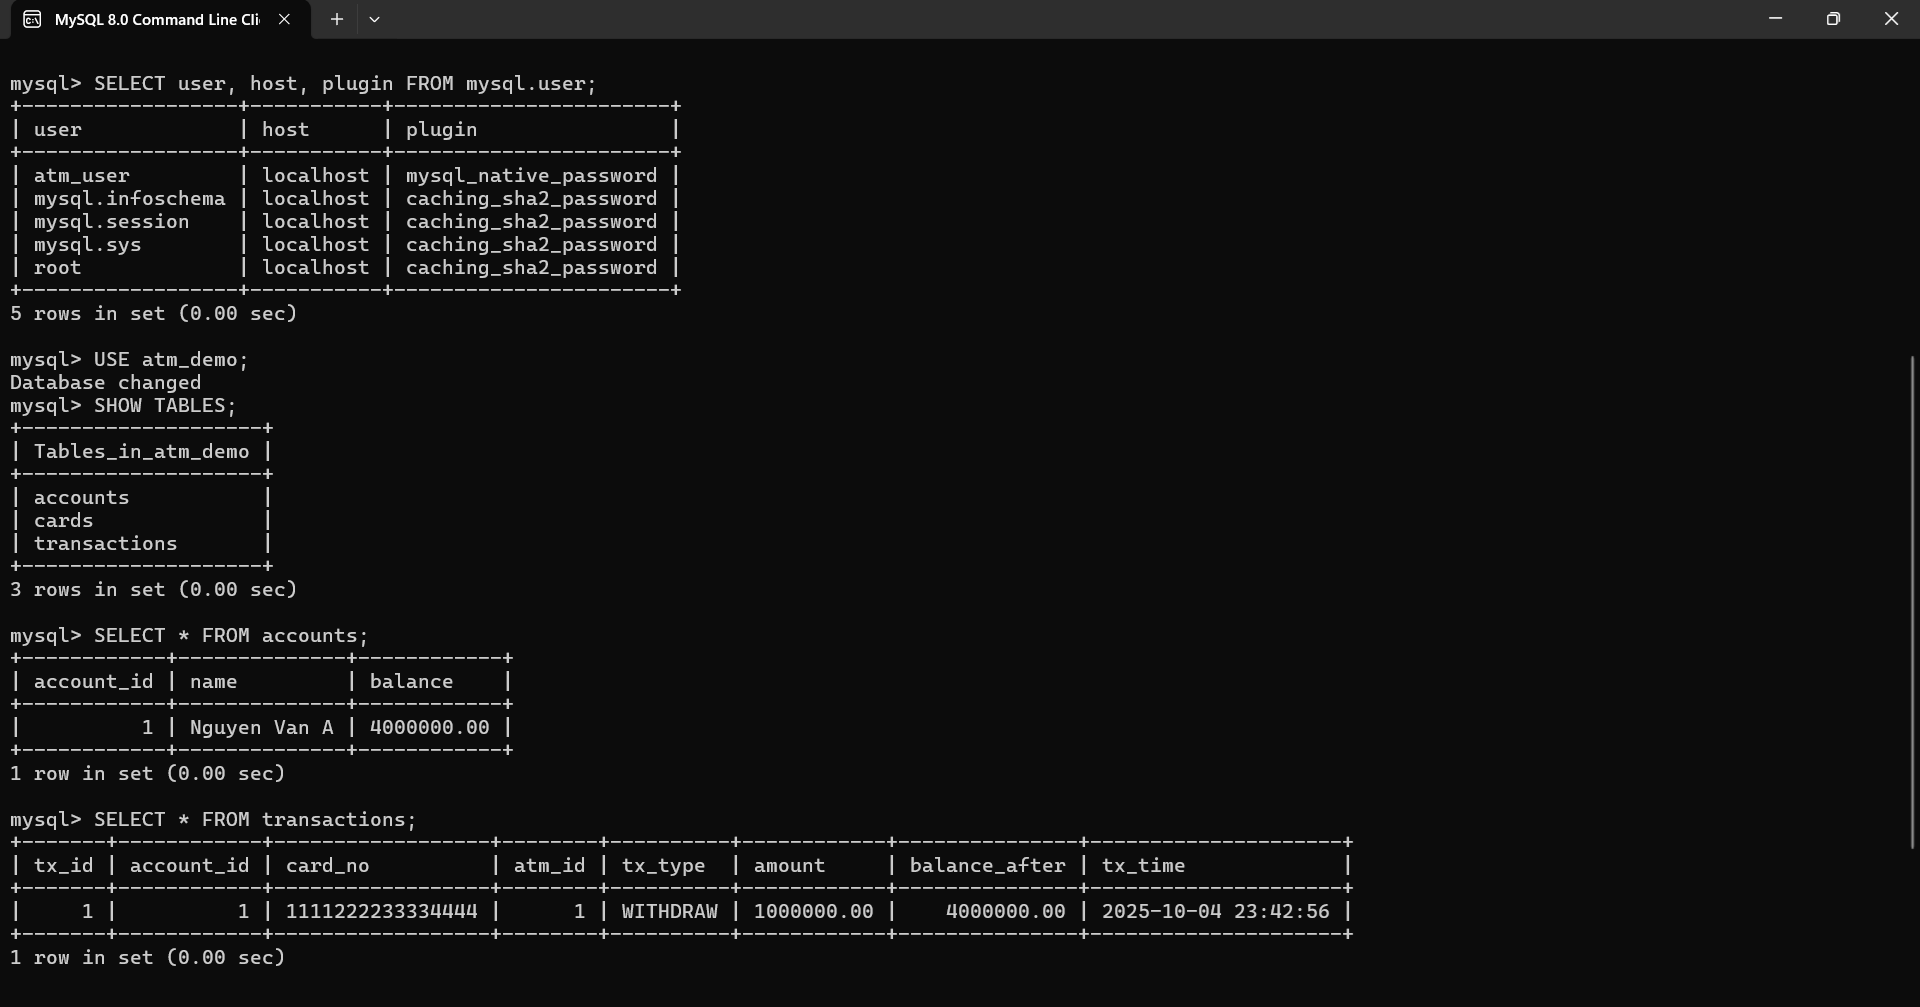 MySQL 8.0 Command Line Cli
mysql> SELECT user, host, plugin FROM mysql.user;
+------------------+-----------+-----------------------+
| user             | host      | plugin                |
+------------------+-----------+-----------------------+
| atm_user         | localhost | mysql_native_password |
| mysql.infoschema | localhost | caching_sha2_password |
| mysql.session    | localhost | caching_sha2_password |
| mysql.sys        | localhost | caching_sha2_password |
| root             | localhost | caching_sha2_password |
+------------------+-----------+-----------------------+
5 rows in set (0.00 sec)
mysql> USE atm_demo;
Database changed
mysql> SHOW TABLES;
+--------------------+
| Tables_in_atm_demo |
+--------------------+
| accounts           |
| cards              |
| transactions       |
+--------------------+
3 rows in set (0.00 sec)
mysql> SELECT * FROM accounts;
+------------+--------------+------------+
| account_id | name         | balance    |
+------------+--------------+------------+
|          1 | Nguyen Van A | 4000000.00 |
+------------+--------------+------------+
1 row in set (0.00 sec)
mysql> SELECT * FROM transactions;
+-------+------------+------------------+--------+----------+------------+---------------+---------------------+
| tx_id | account_id | card_no          | atm_id | tx_type  | amount     | balance_after | tx_time             |
+-------+------------+------------------+--------+----------+------------+---------------+---------------------+
|     1 |          1 | 1111222233334444 |      1 | WITHDRAW | 1000000.00 |    4000000.00 | 2025-10-04 23:42:56 |
+-------+------------+------------------+--------+----------+------------+---------------+---------------------+
1 row in set (0.00 sec)